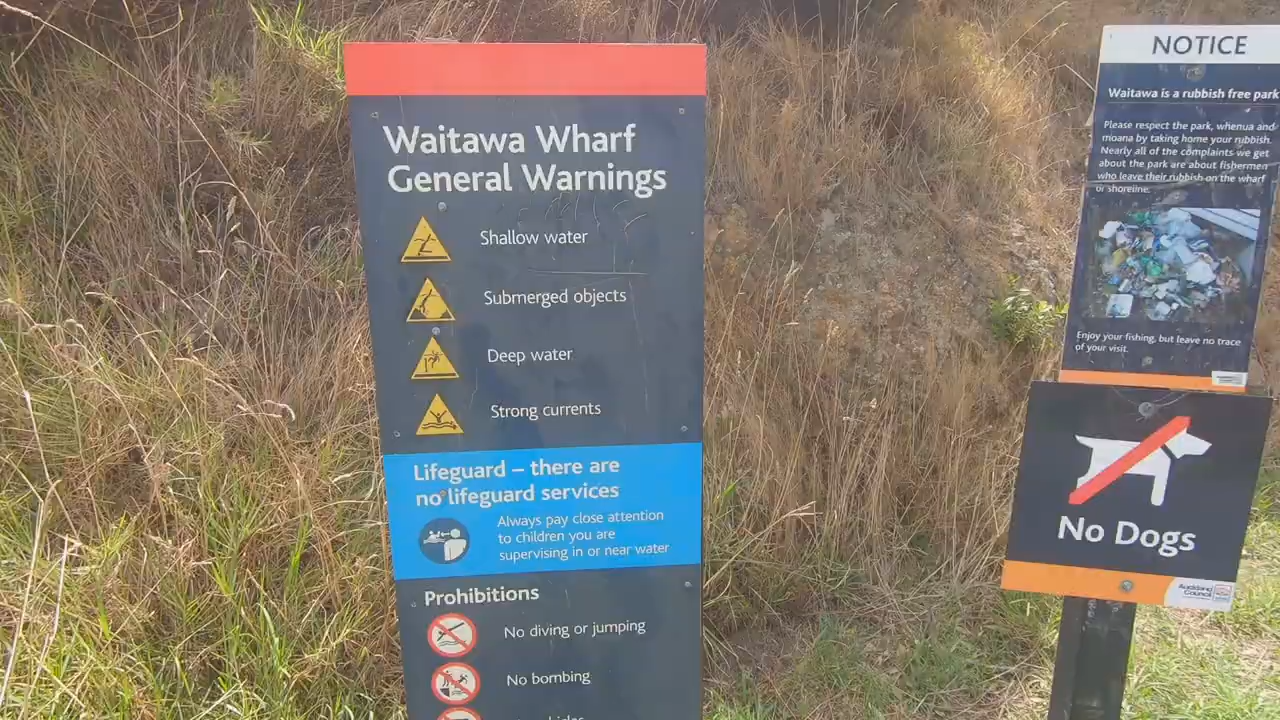 Waitawa Wharf
General Warnings
Shallow water
Submerged objects
Deep water
Strong currents
Lifeguard – there are
no lifeguard services
Always pay close attention
to children you are
supervising in or near water
Prohibitions
No diving or jumping
No bombing
NOTICE
Waitawa is a rubbish free park
Please respect the park, whenua and
moana by taking home your rubbish.
Nearly all of the complaints we get
about the park are about fishermen
who leave their rubbish on the wharf
or shoreline.
Enjoy your fishing, but leave no trace
of your visit.
No Dogs
Auckland
Council